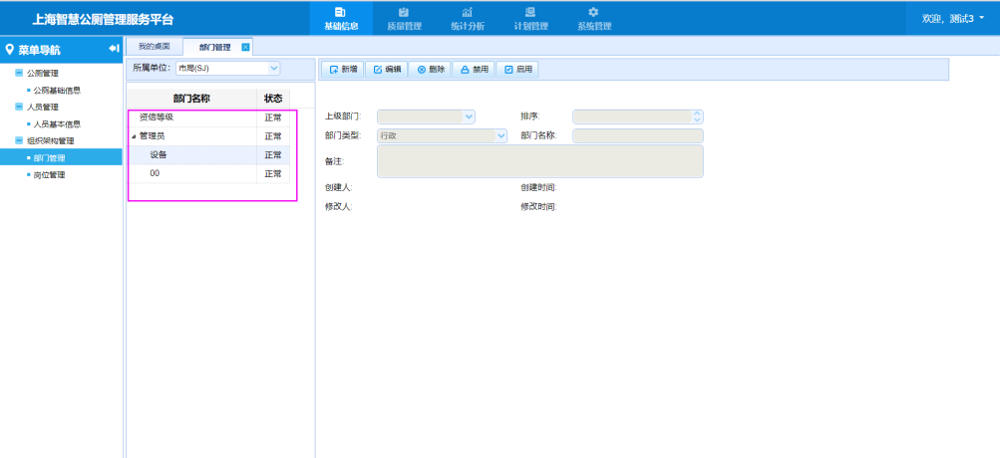 上海智慧公厕管理服务平台
基础信息
质量管理
统计分析
计划管理
系统管理
欢迎, 测试3
菜单导航
公厕管理
公厕基础信息
人员管理
人员基本信息
组织架构管理
部门管理
岗位管理
我的桌面
部门管理
所属单位: 市局(SJ)
部门名称 状态
资信等级 正常
管理员 正常
设备 正常
00 正常
新增 编辑 删除 禁用 启用
上级部门: 排序:
部门类型: 行政 部门名称:
备注:
创建人: 创建时间:
修改人: 修改时间: